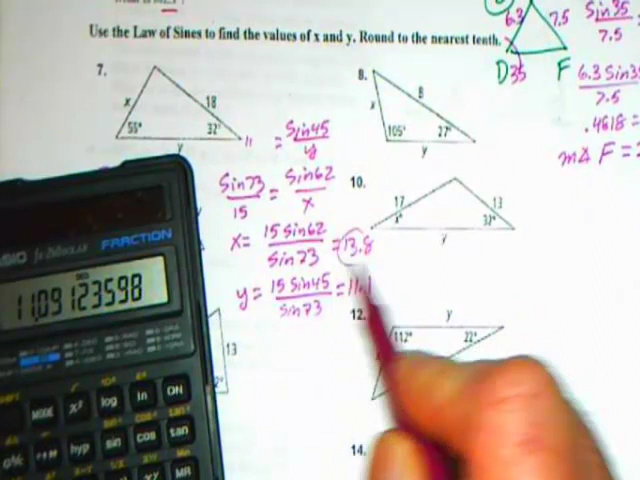 6.3
7.5
Sin35
7.5
Use the Law of Sines to find the values of x and y. Round to the nearest tenth.
D 35 F
6.3 Sin35
7.5
.4618 =
m∠ F =
7.
x
18
55°
32°
y
= Sin45
y
8.
x
8
105°
27°
y
Sin73 = Sin62
15 x
10.
17
13
x°
32°
y
x = 15 Sin62 = 13.8
Sin73
y = 15 Sin45 = 11.1
Sin73
FRACTION
11.09123598
13
12.
y
112°
22°
14.
MODE
x²
log
ln
ON
hyp
sin
cos
tan
MR